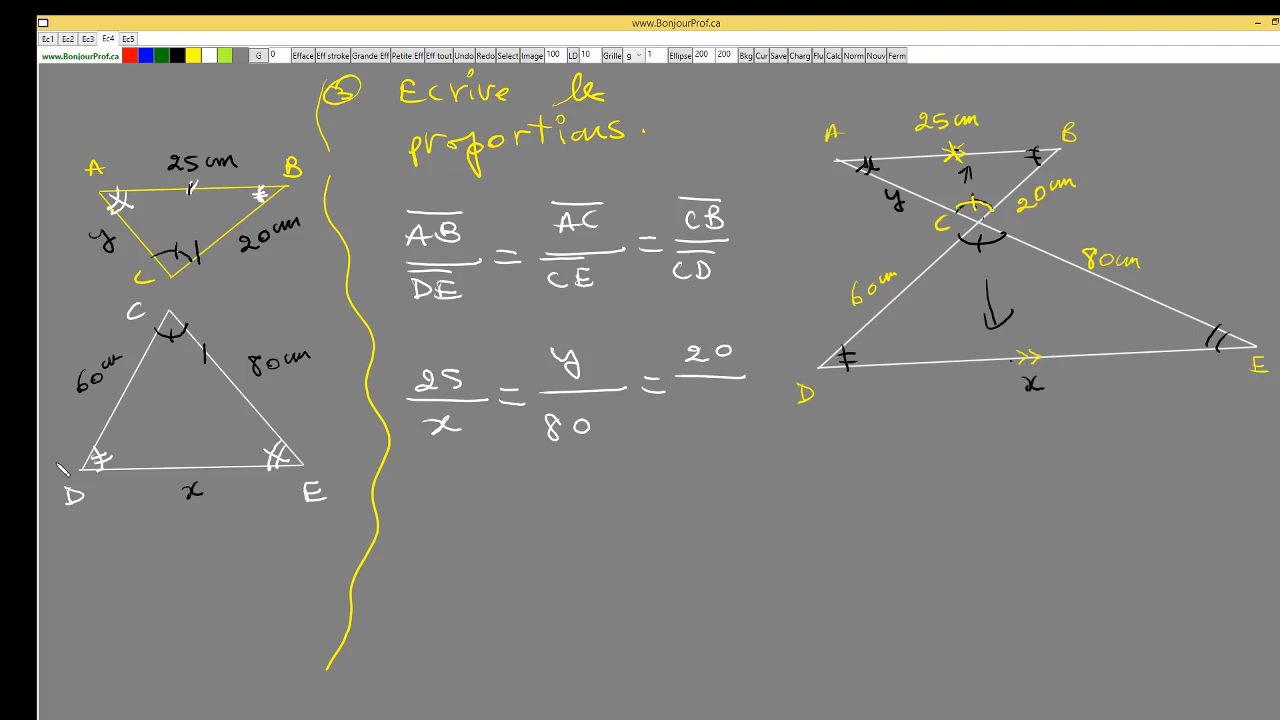 www.BonjourProf.ca
Ec1 Ec2 Ec3 Ec4 Ec5
www.BonjourProf.ca G 0 Efface Eff stroke Grande Eff Petite Eff Eff tout Undo Redo Select Image 100 LD 10 Grille g 1 Ellipse 200 200 Bkg Cur Save Charg Flu Calc Norm Nouv Ferm
3 Ecrive les
proportions.
A 25 cm B
y C 20 cm
C
60 cm 80 cm
D x E
AB/DE = AC/CE = CB/CD
25/x = y/80 = 20
A 25 cm B
y C 20 cm
60 cm 80 cm
D x E